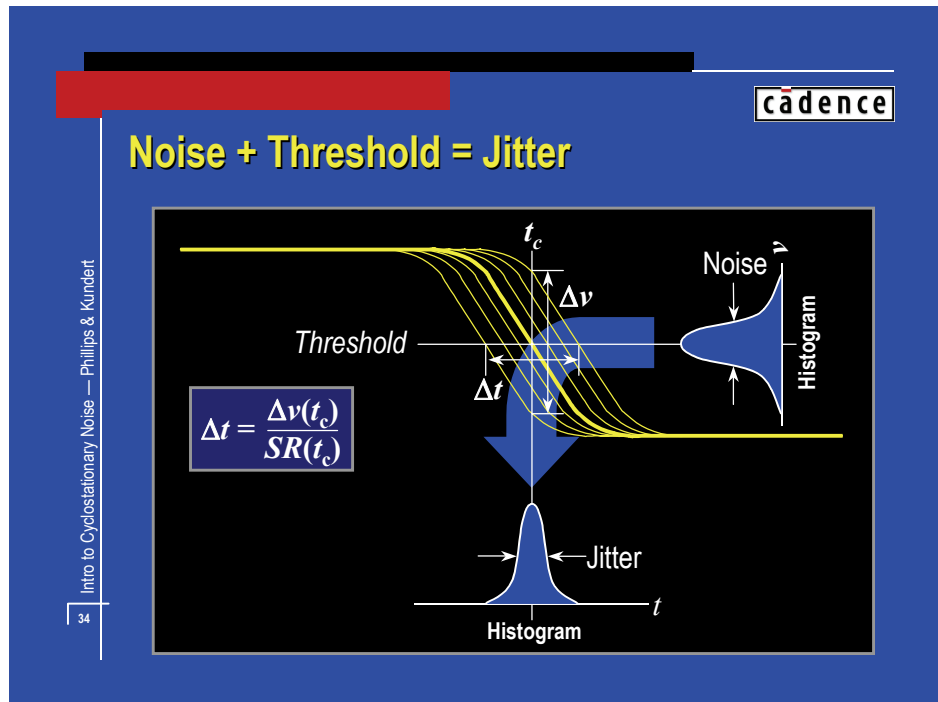 cādence
Noise + Threshold = Jitter
Intro to Cyclostationary Noise — Phillips & Kundert
34
t_c
Noise
v
Δv
Threshold
Histogram
Δt
Δt = Δv(t_c) / SR(t_c)
Jitter
t
Histogram